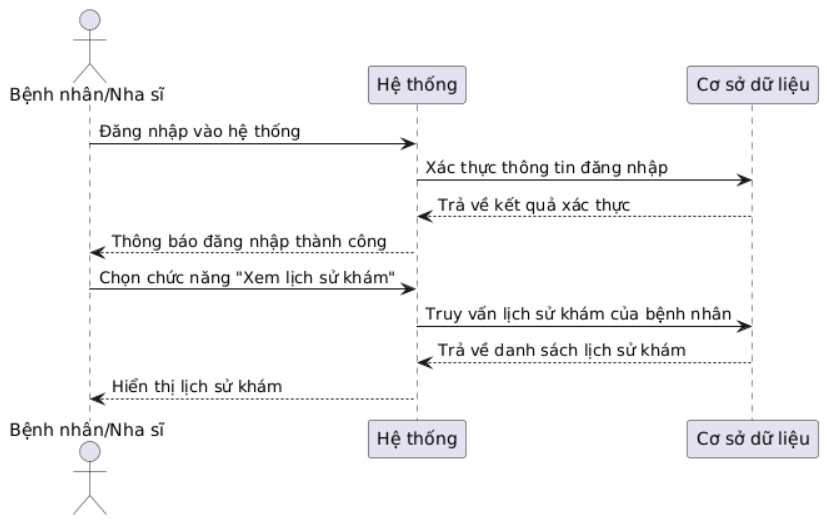 Bệnh nhân/Nha sĩ
Hệ thống
Cơ sở dữ liệu
Đăng nhập vào hệ thống
Xác thực thông tin đăng nhập
Trả về kết quả xác thực
Thông báo đăng nhập thành công
Chọn chức năng "Xem lịch sử khám"
Truy vấn lịch sử khám của bệnh nhân
Trả về danh sách lịch sử khám
Hiển thị lịch sử khám
Bệnh nhân/Nha sĩ
Hệ thống
Cơ sở dữ liệu